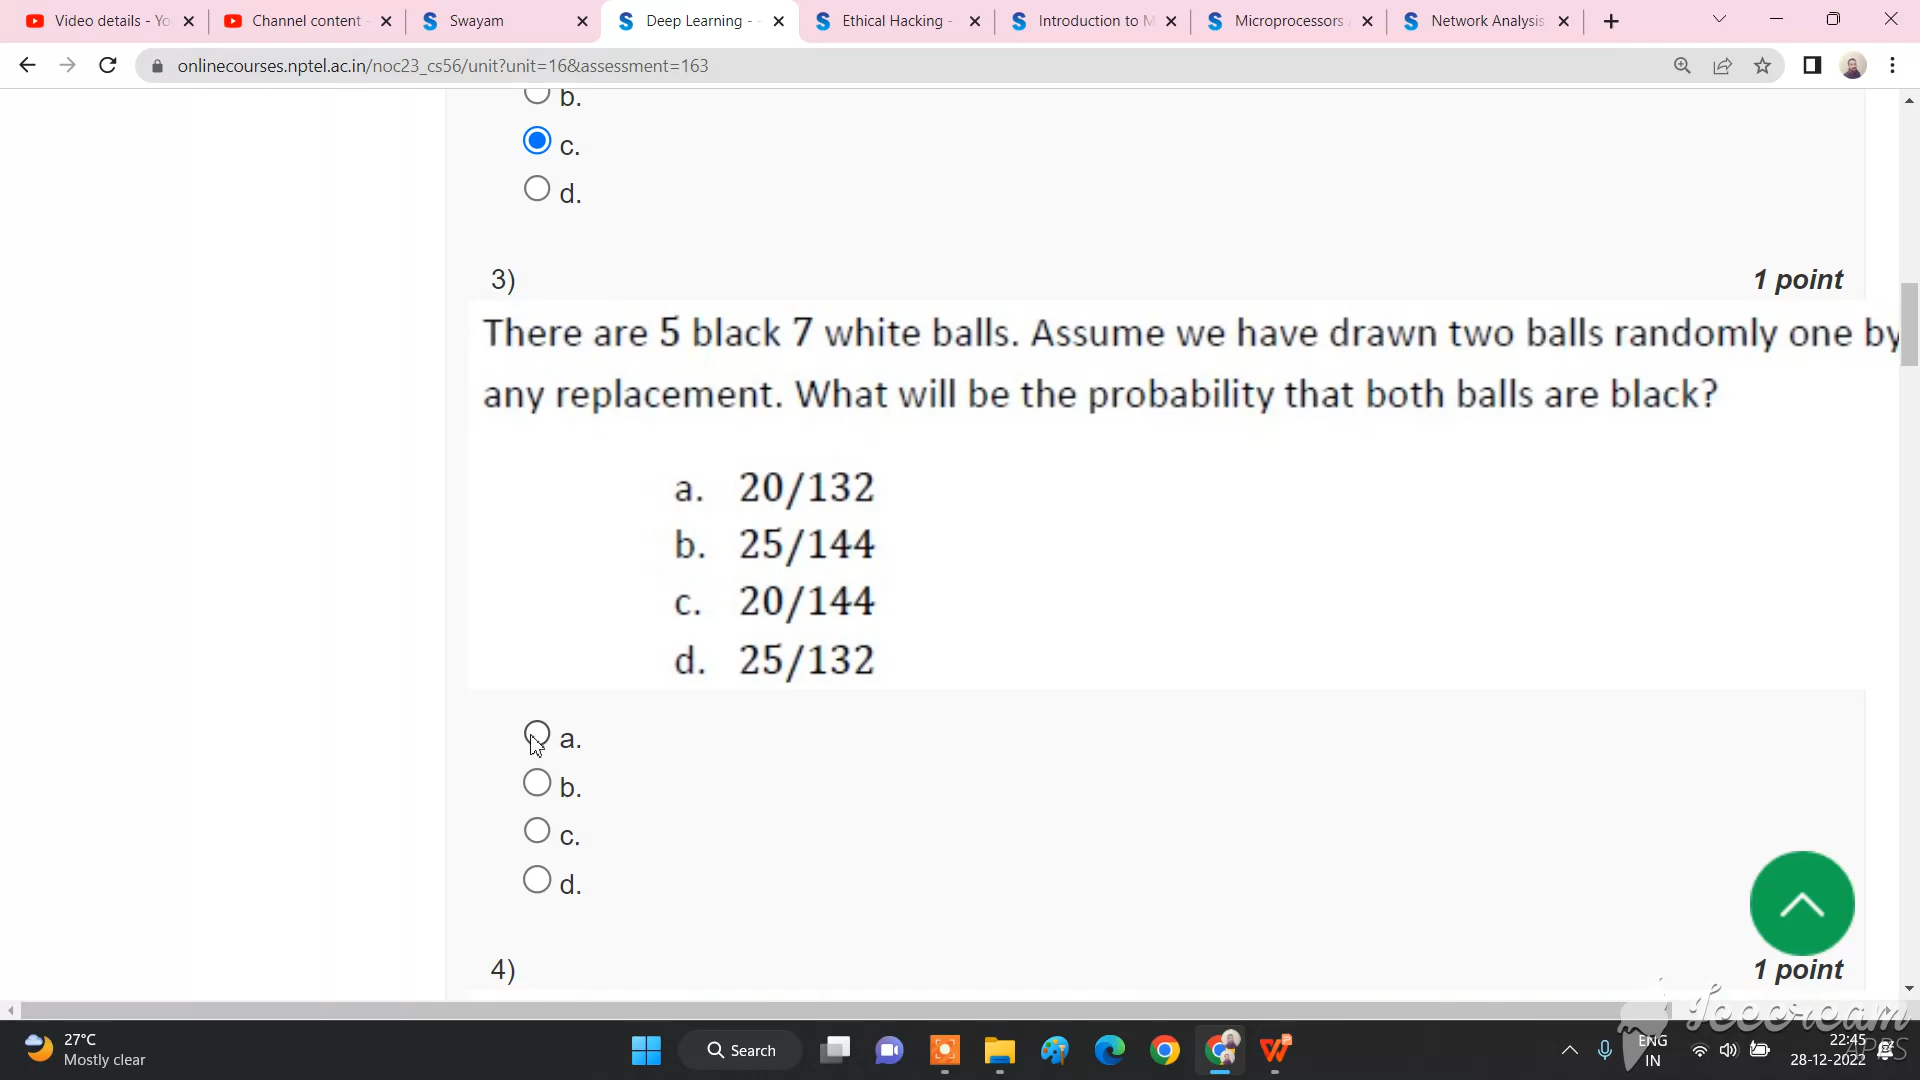 Video details - Yo
Channel content -
Swayam
Deep Learning - -
Ethical Hacking -
Introduction to M
Microprocessors A
Network Analysis
onlinecourses.nptel.ac.in/noc23_cs56/unit?unit=16&assessment=163
b.
c.
d.
3)
1 point
There are 5 black 7 white balls. Assume we have drawn two balls randomly one by
any replacement. What will be the probability that both balls are black?
a. 20/132
b. 25/144
c. 20/144
d. 25/132
a.
b.
c.
d.
4)
1 point
Icecream
APPS
27°C
Mostly clear
Search
ENG
IN
22:45
28-12-2022